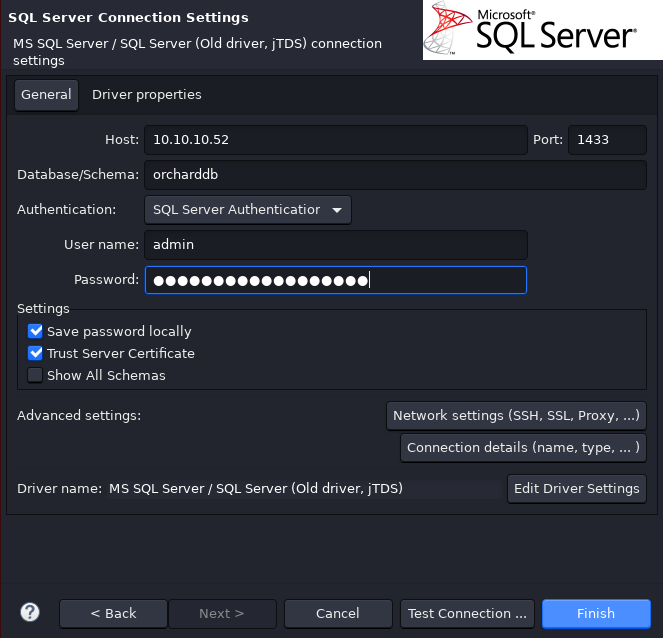 SQL Server Connection Settings
MS SQL Server / SQL Server (Old driver, jTDS) connection
settings
Microsoft®
SQL Server®
™
General Driver properties
Host: 10.10.10.52 Port: 1433
Database/Schema: orcharddb
Authentication: SQL Server Authenticatior
User name: admin
Password: ●●●●●●●●●●●●●●●●●●
Settings
Save password locally
Trust Server Certificate
Show All Schemas
Advanced settings: Network settings (SSH, SSL, Proxy, ...)
Connection details (name, type, ... )
Driver name: MS SQL Server / SQL Server (Old driver, jTDS) Edit Driver Settings
? < Back Next > Cancel Test Connection ... Finish